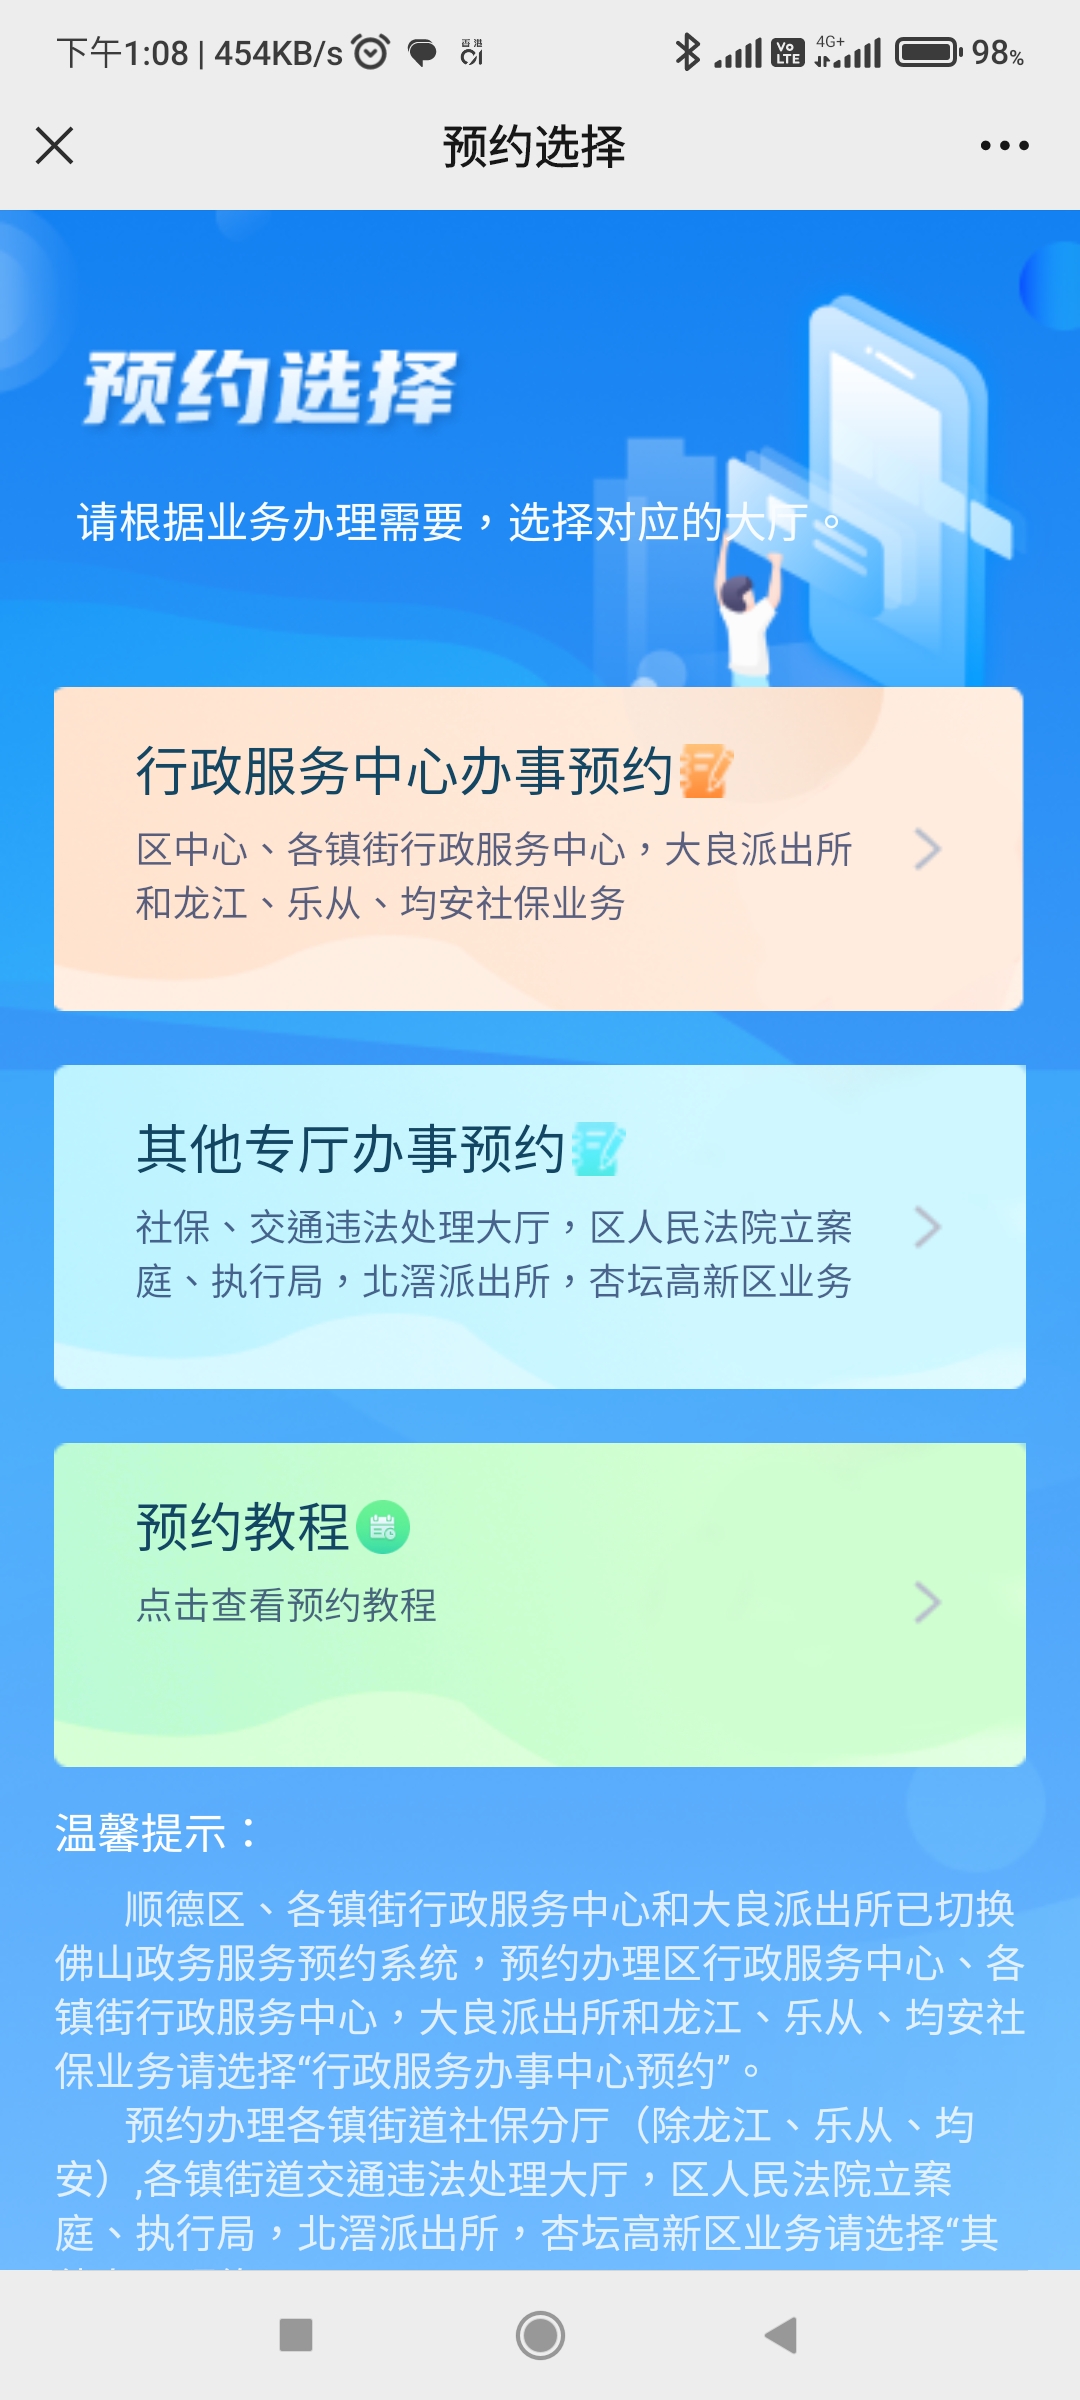 下午1:08 | 454KB/s
Vo LTE 4G+ 98%
预约选择
预约选择
请根据业务办理需要，选择对应的大厅。
行政服务中心办事预约
区中心、各镇街行政服务中心，大良派出所
和龙江、乐从、均安社保业务
其他专厅办事预约
社保、交通违法处理大厅，区人民法院立案
庭、执行局，北滘派出所，杏坛高新区业务
预约教程
点击查看预约教程
温馨提示：
顺德区、各镇街行政服务中心和大良派出所已切换
佛山政务服务预约系统，预约办理区行政服务中心、各
镇街行政服务中心，大良派出所和龙江、乐从、均安社
保业务请选择“行政服务办事中心预约”。
预约办理各镇街道社保分厅（除龙江、乐从、均
安）,各镇街道交通违法处理大厅，区人民法院立案
庭、执行局，北滘派出所，杏坛高新区业务请选择“其